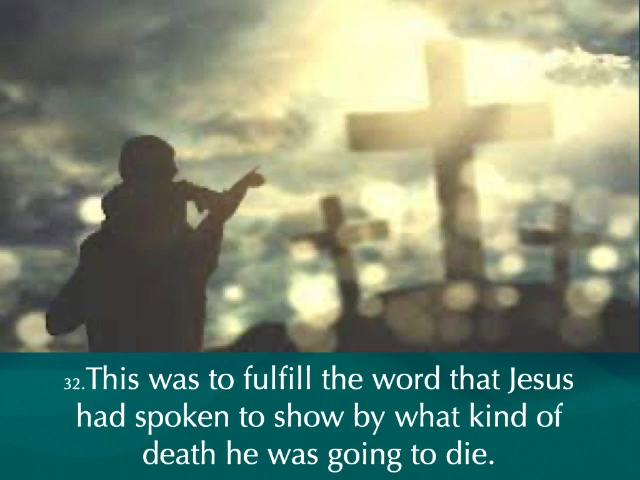 32.This was to fulfill the word that Jesus
had spoken to show by what kind of
death he was going to die.